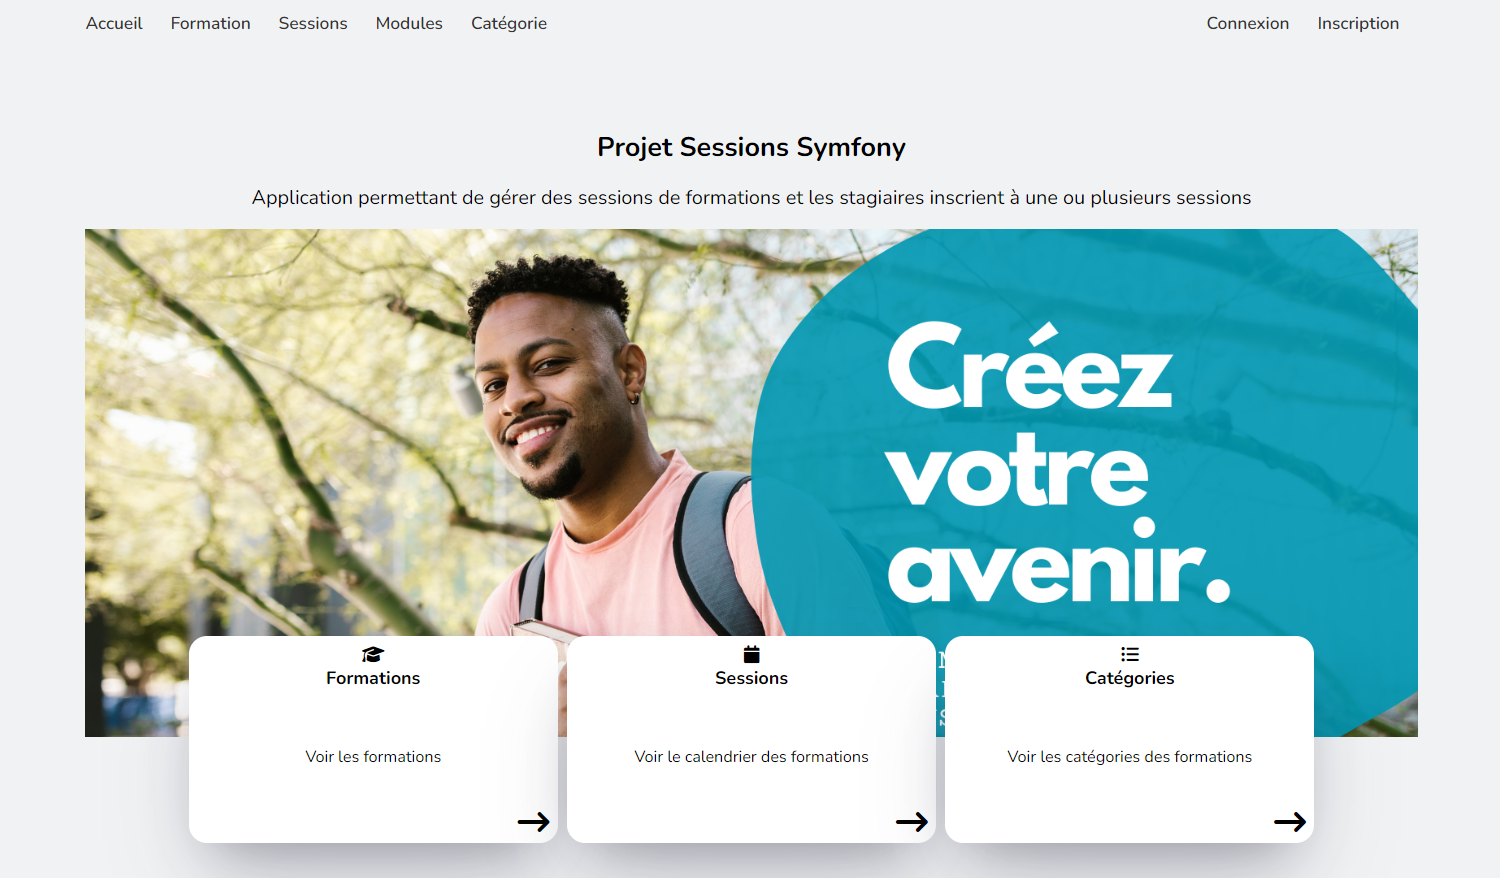 Accueil Formation Sessions Modules Catégorie Connexion Inscription
Projet Sessions Symfony
Application permettant de gérer des sessions de formations et les stagiaires inscrient à une ou plusieurs sessions
Créez
votre
avenir.
Formations
Voir les formations
Sessions
Voir le calendrier des formations
Catégories
Voir les catégories des formations